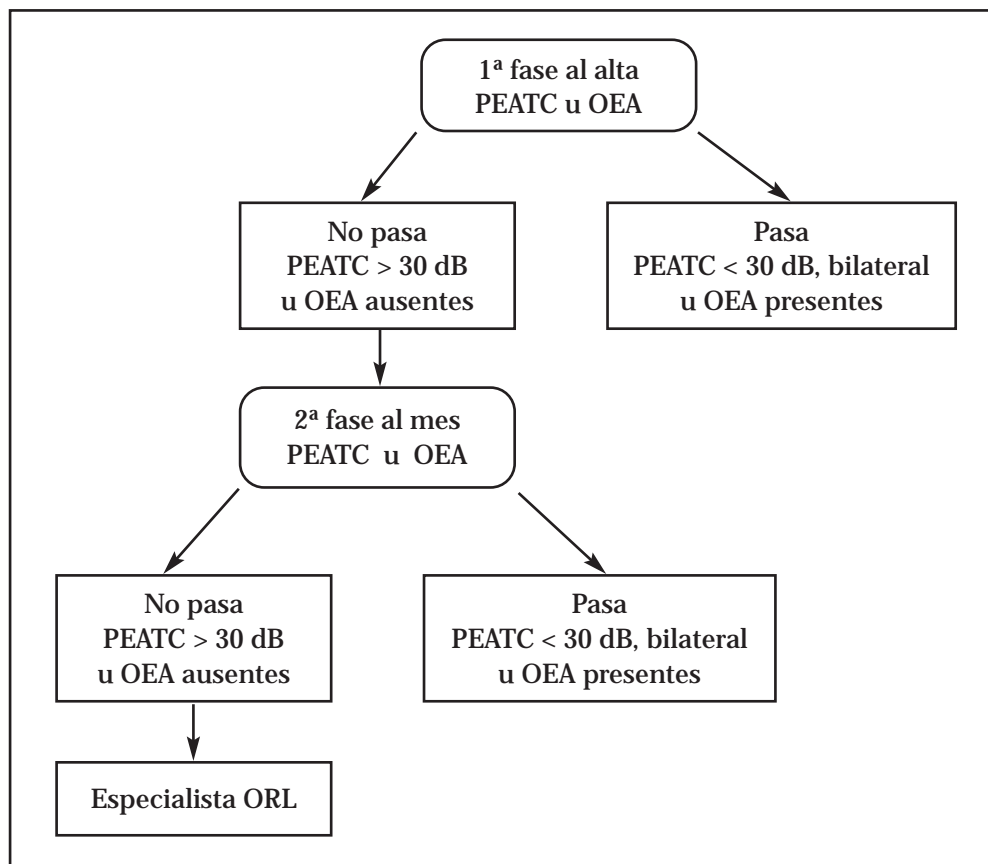 1ª fase al alta
PEATC u OEA
No pasa
PEATC > 30 dB
u OEA ausentes
Pasa
PEATC < 30 dB, bilateral
u OEA presentes
2ª fase al mes
PEATC u OEA
No pasa
PEATC > 30 dB
u OEA ausentes
Pasa
PEATC < 30 dB, bilateral
u OEA presentes
Especialista ORL